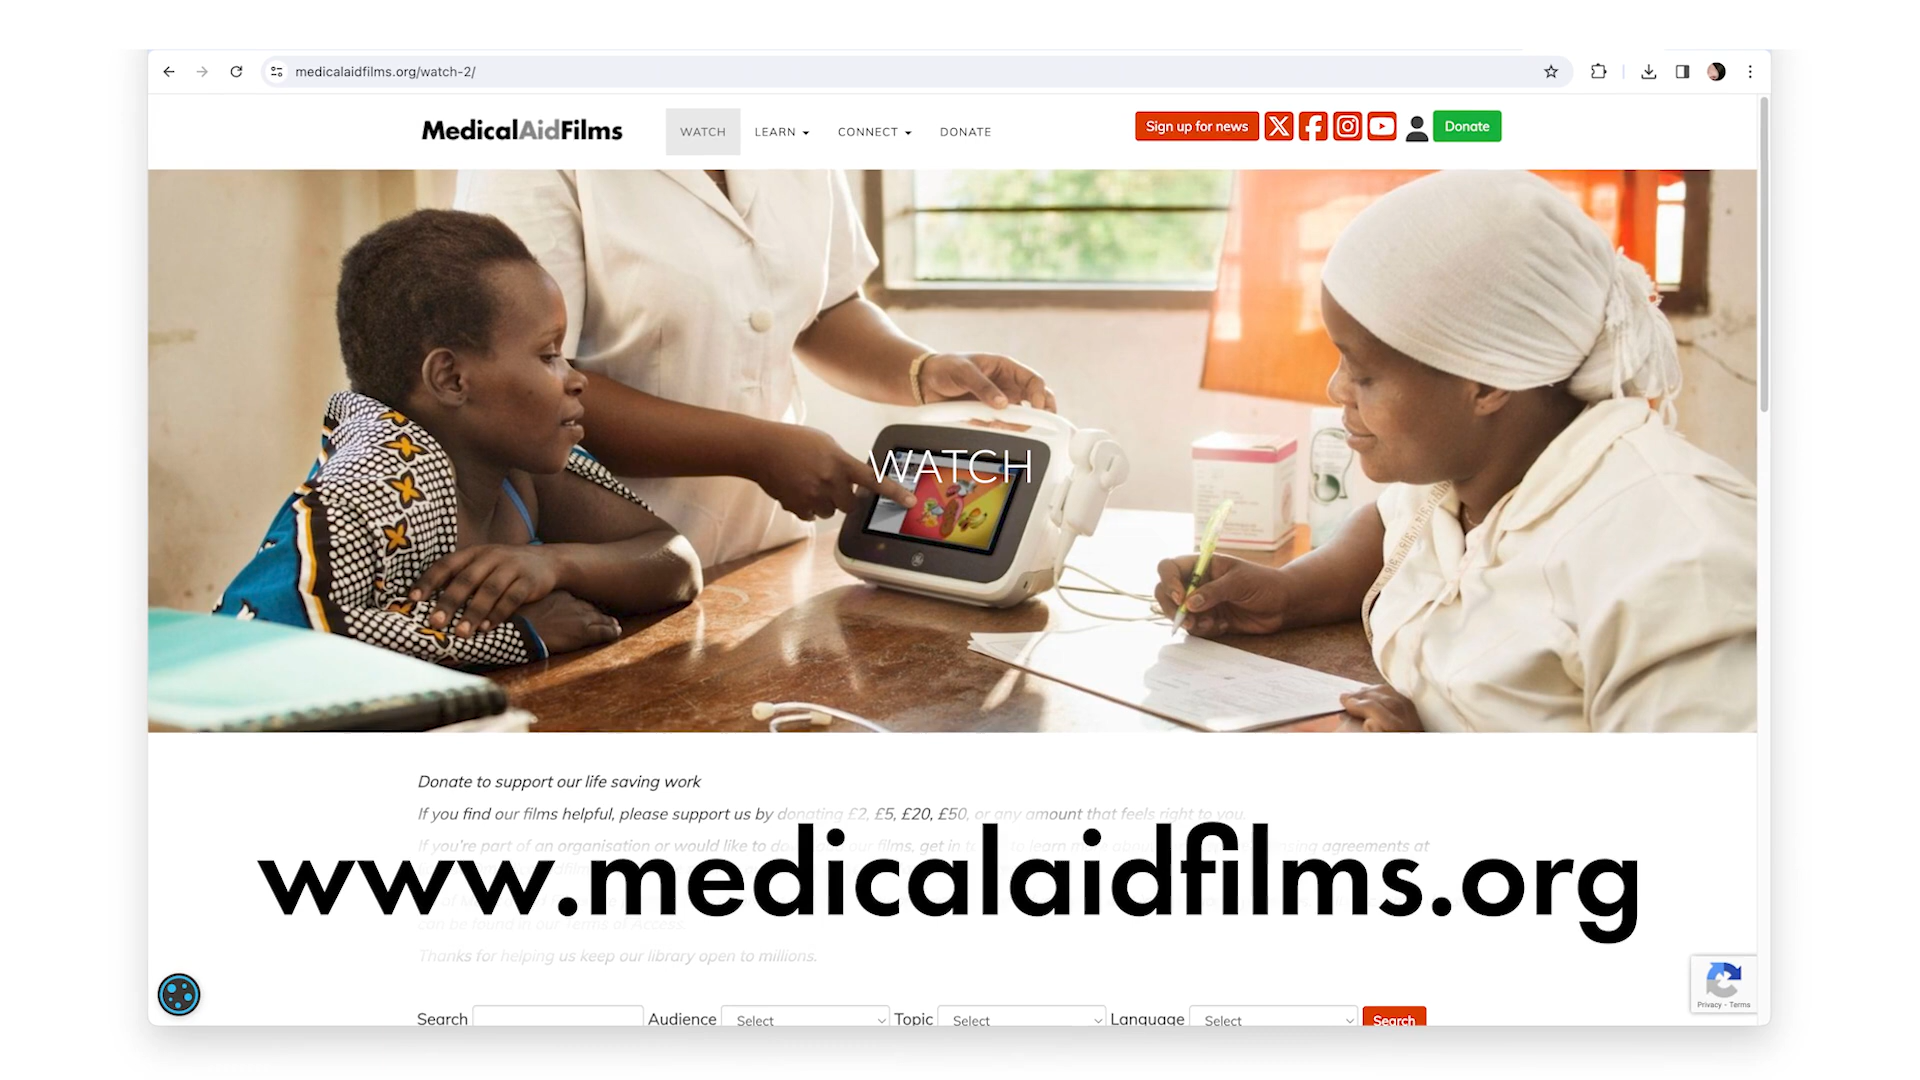 medicalaidfilms.org/watch-2/
MedicalAidFilms
WATCH
LEARN
CONNECT
DONATE
Sign up for news
Donate
WATCH
Donate to support our life saving work
If you find our films helpful, please support us by donating £2, £5, £20, £50, or any amount that feels right to you.
If you're part of an organisation or would like to our films, get in to learn agreements at
www.medicalaidfilms.org
can be found in our Terms of Access.
Thanks for helping us keep our library open to millions.
Search
Audience Select
Topic Select
Language Select
Search
Privacy - Terms